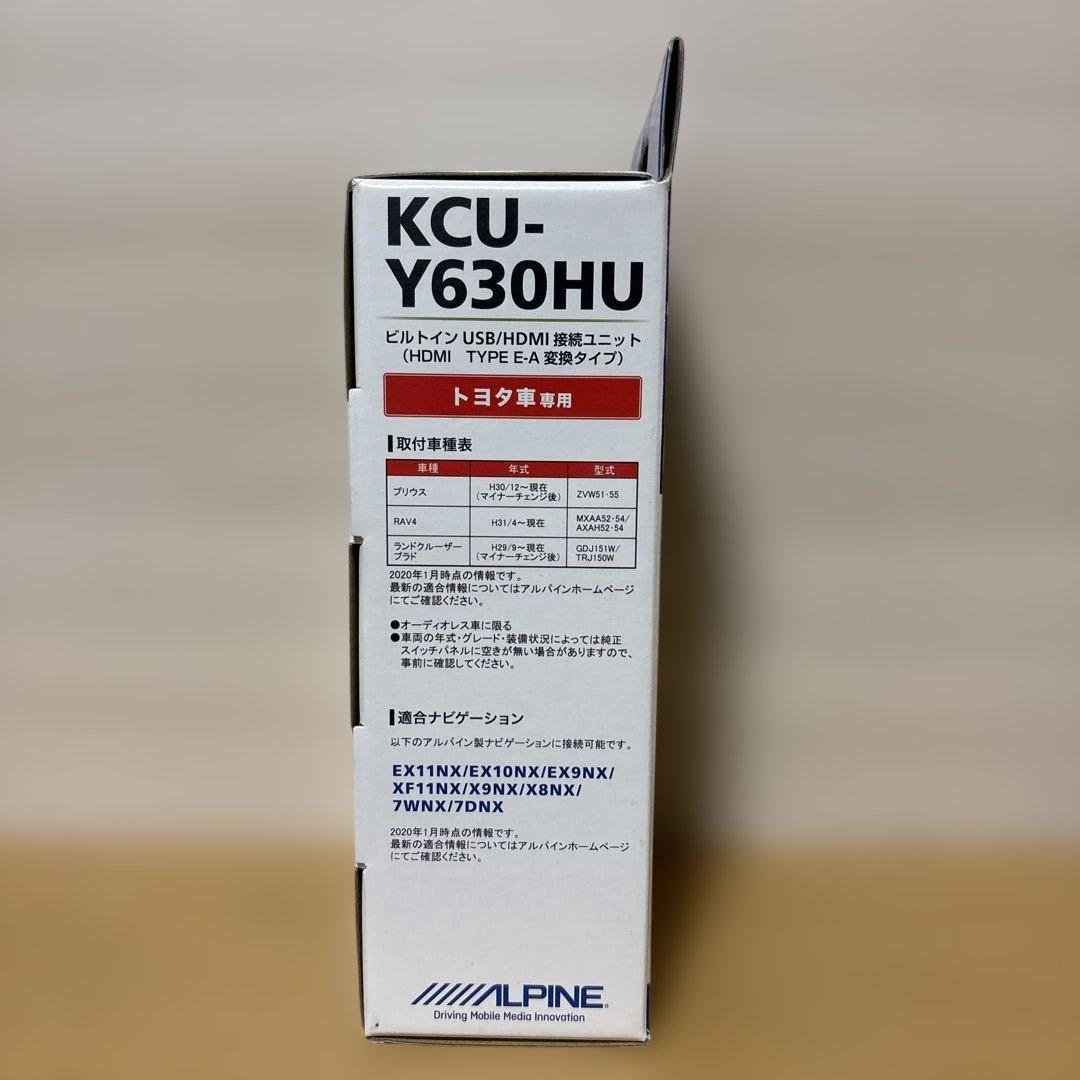 KCU-
Y630HU
ビルトイン USB/HDMI 接続ユニット
（HDMI TYPE E-A 変換タイプ）
トヨタ車専用
取付車種表
車種 年式 型式
プリウス H30/12～現在 （マイナーチェンジ後） ZVW51・55
RAV4 H31/4～現在 MXAA52・54/ AXAH52・54
ランドクルーザー プラド H29/9～現在 （マイナーチェンジ後） GDJ151W/ TRJ150W
2020年1月時点の情報です。
最新の適合情報についてはアルパインホームページ
にてご確認ください。
●オーディオレス車に限る
●車両の年式・グレード・装備状況によっては純正
スイッチパネルに空きが無い場合がありますので、
事前に確認してください。
適合ナビゲーション
以下のアルパイン製ナビゲーションに接続可能です。
EX11NX/EX10NX/EX9NX/
XF11NX/X9NX/X8NX/
7WNX/7DNX
2020年1月時点の情報です。
最新の適合情報についてはアルパインホームページ
にてご確認ください。
ALPINE®
Driving Mobile Media Innovation